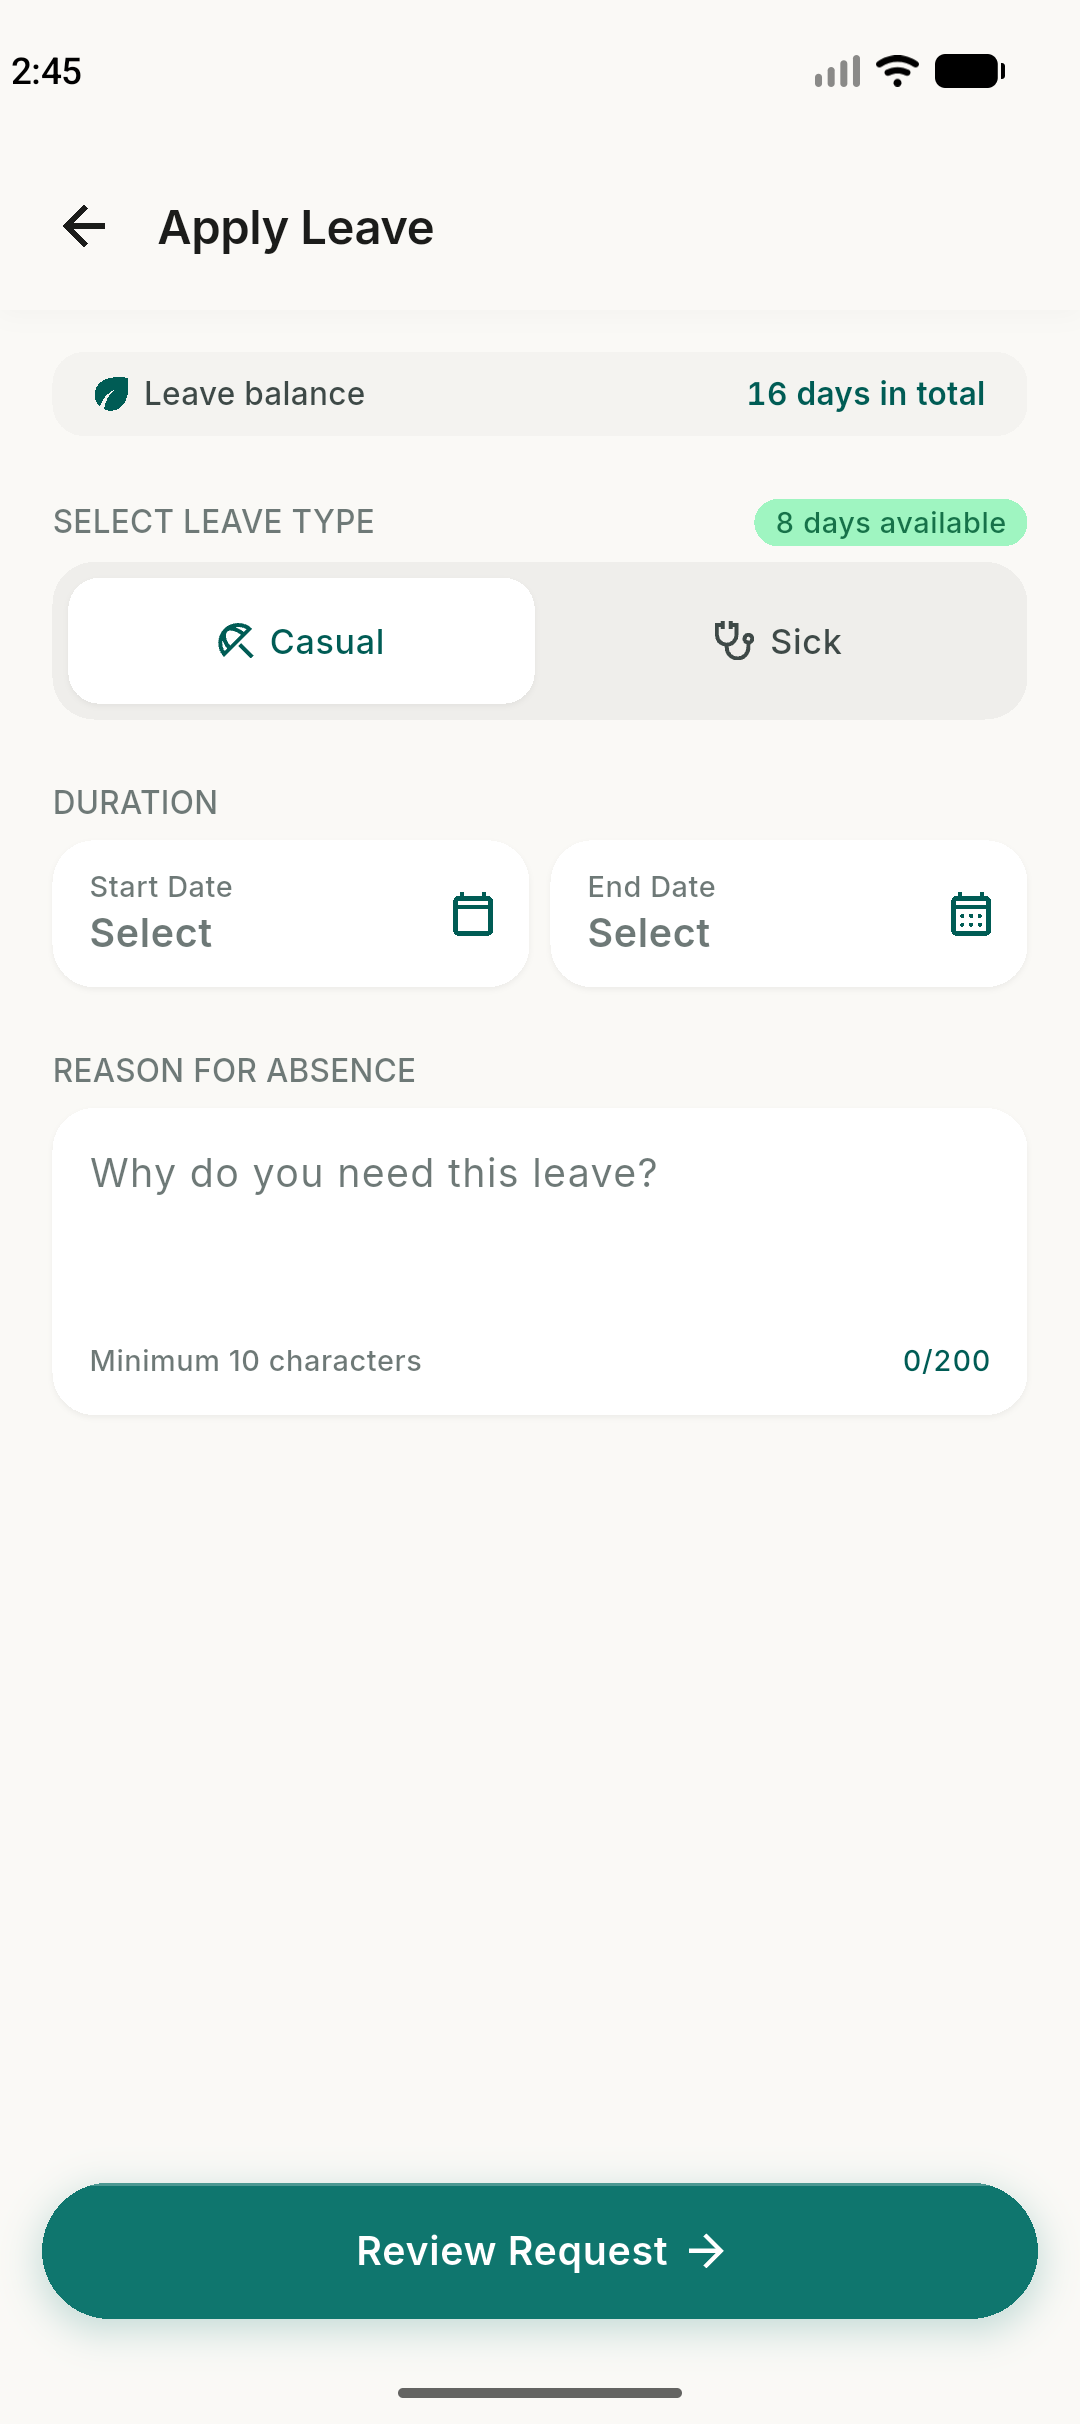 2:45
Apply Leave
Leave balance
16 days in total
SELECT LEAVE TYPE
8 days available
Casual
Sick
DURATION
Start Date
Select
End Date
Select
REASON FOR ABSENCE
Why do you need this leave?
Minimum 10 characters
0/200
Review Request